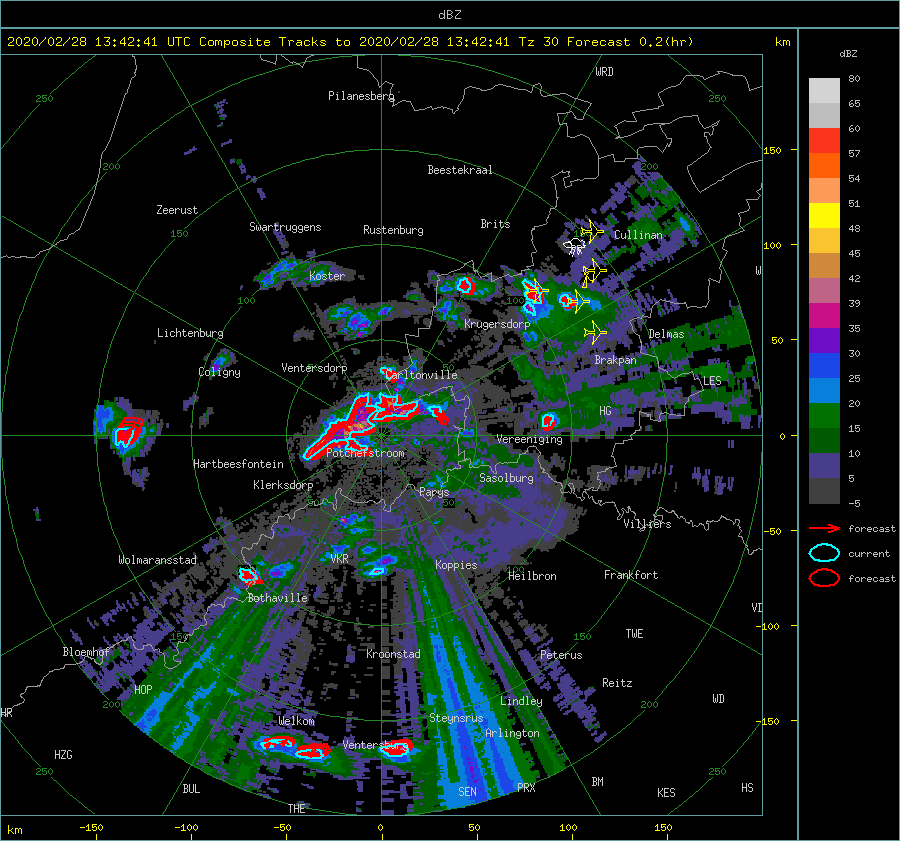 dBZ
2020/02/28 13:42:41 UTC Composite Tracks to 2020/02/28 13:42:41 Tz 30 Forecast 0.2(hr)
km
dBZ
80
65
60
57
54
51
48
45
42
39
35
30
25
20
15
10
5
-5
forecast
current
forecast
WRD
250
Pilanesberg
250
150
200
Beestekraal
200
Zeerust
Swartruggens
150
Rustenburg
Brits
Cullinan
100
W
Koster
100
100
Krugersdorp
Lichtenburg
Delmas
50
Coligny
Ventersdorp
Carltonville
50
Brakpan
LES
HG
Vereeniging
0
Potchefstroom
Hartbeesfontein
Klerksdorp
Sasolburg
Parys
50
50
Villiers
-50
Wolmaransstad
VKR
Koppies
Heilbron
100
Frankfort
Bothaville
VD
-100
150
150
TWE
Bloemhof
Kroonstad
Peterus
HOP
Reitz
WD
200
Lindley
200
HR
Welkom
Steynsrus
-150
Arlington
Ventersburg
HZG
250
250
BUL
SEN
PRX
BM
KES
HS
THE
km
-150
-100
-50
0
50
100
150